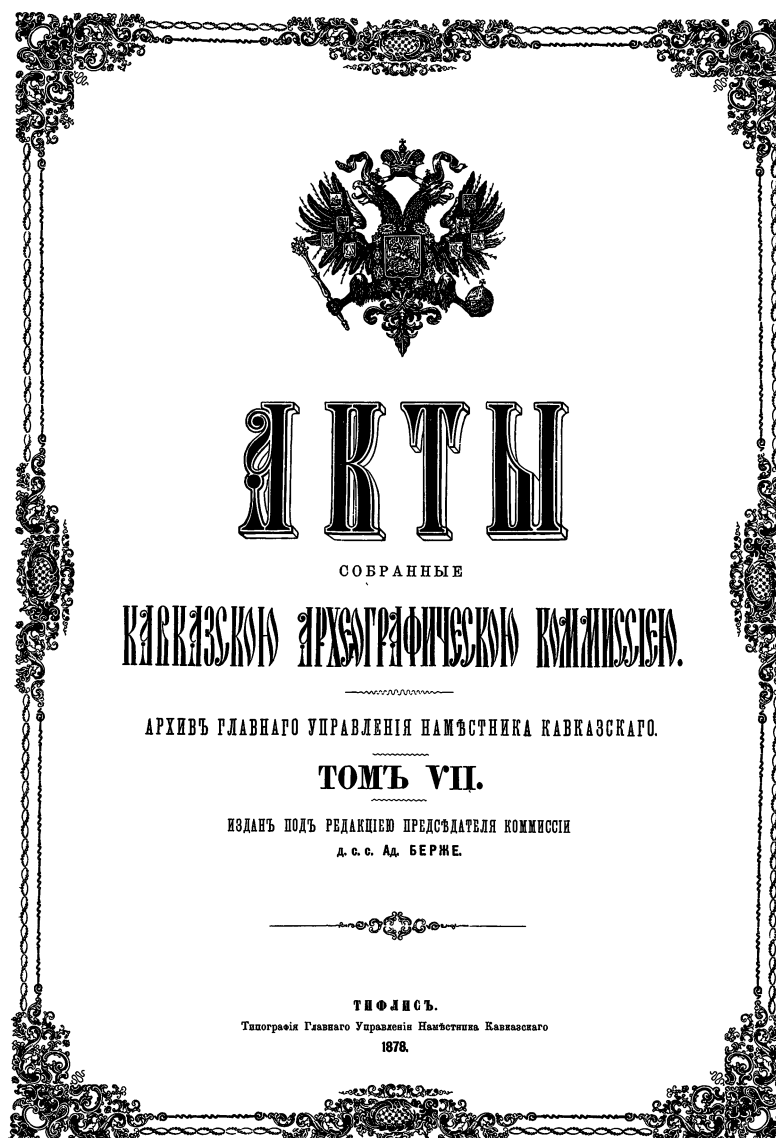 АКТЫ
СОБРАННЫЕ
КАВКАЗСКОЮ АРХЕОГРАФИЧЕСКОЮ КОММИССІЕЮ.
АРХИВЪ ГЛАВНАГО УПРАВЛЕНІЯ НАМѢСТНИКА КАВКАЗСКАГО.
ТОМЪ VII.
ИЗДАНЪ ПОДЪ РЕДАКЦІЕЮ ПРЕДСѢДАТЕЛЯ КОММИССІИ
д. с. с. Ад. БЕРЖЕ.
ТИФЛИСЪ.
Типографія Главнаго Управленія Намѣстника Кавказскаго
1878.